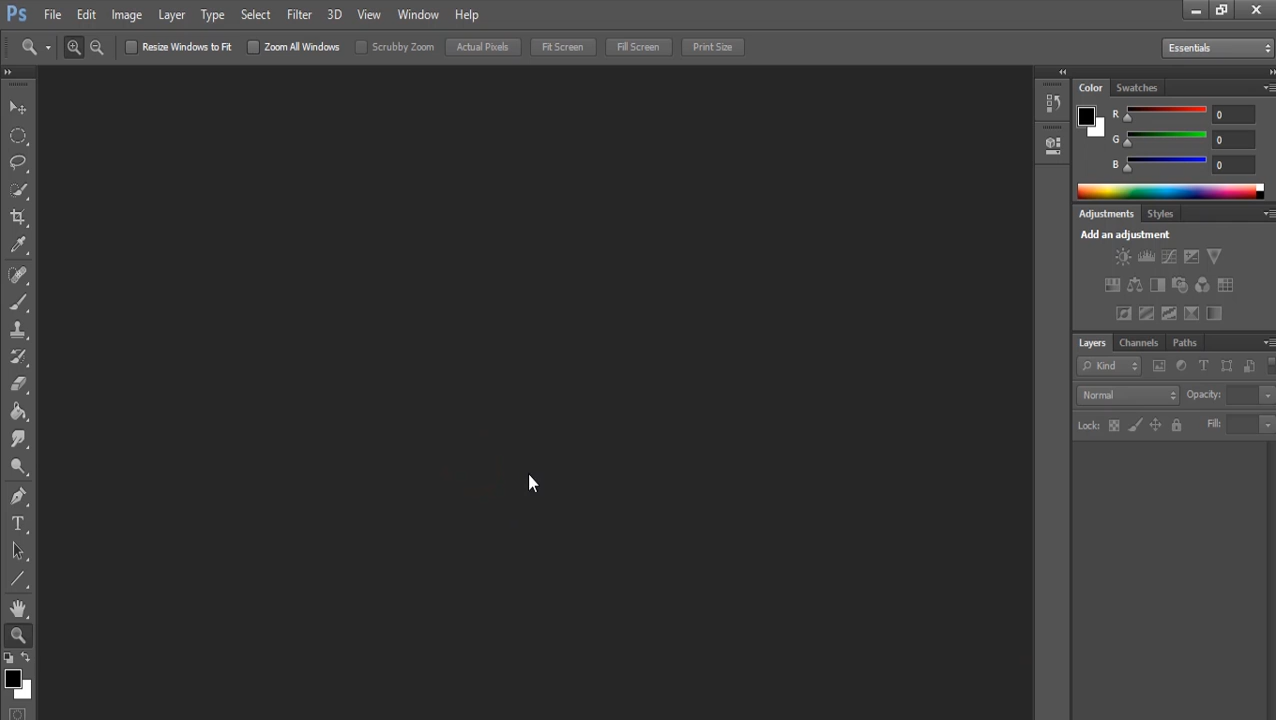 Ps File Edit Image Layer Type Select Filter 3D View Window Help
Resize Windows to Fit Zoom All Windows Scrubby Zoom Actual Pixels Fit Screen Fill Screen Print Size Essentials
Color Swatches
R 0
G 0
B 0
Adjustments Styles
Add an adjustment
Layers Channels Paths
Kind T
Normal Opacity:
Lock: Fill:
T